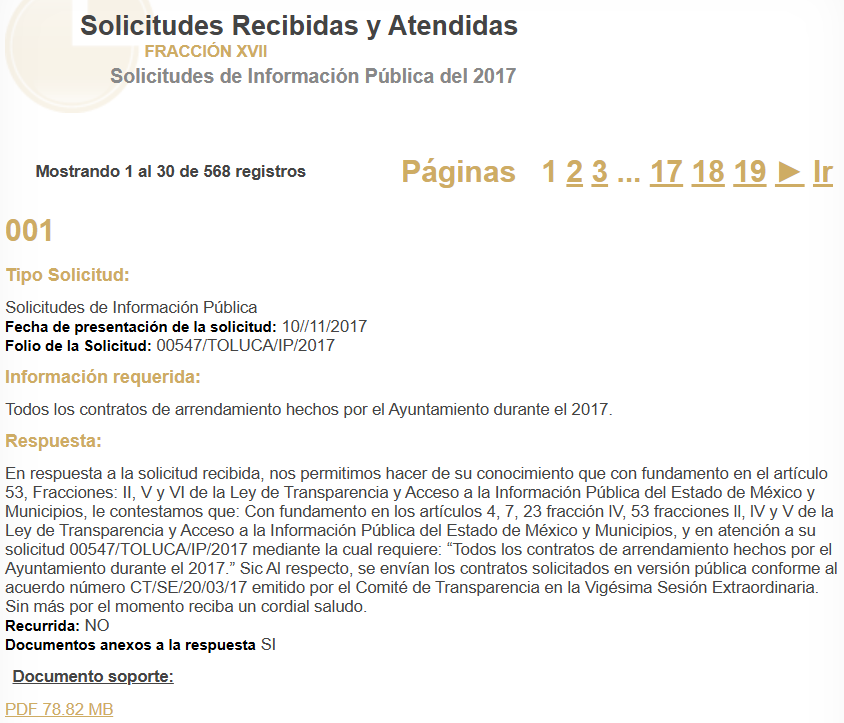 Solicitudes Recibidas y Atendidas
FRACCIÓN XVII
Solicitudes de Información Pública del 2017
Mostrando 1 al 30 de 568 registros
Páginas 1 2 3 ... 17 18 19 ► Ir
001
Tipo Solicitud:
Solicitudes de Información Pública
Fecha de presentación de la solicitud: 10//11/2017
Folio de la Solicitud: 00547/TOLUCA/IP/2017
Información requerida:
Todos los contratos de arrendamiento hechos por el Ayuntamiento durante el 2017.
Respuesta:
En respuesta a la solicitud recibida, nos permitimos hacer de su conocimiento que con fundamento en el artículo
53, Fracciones: II, V y VI de la Ley de Transparencia y Acceso a la Información Pública del Estado de México y
Municipios, le contestamos que: Con fundamento en los artículos 4, 7, 23 fracción IV, 53 fracciones II, IV y V de la
Ley de Transparencia y Acceso a la Información Pública del Estado de México y Municipios, y en atención a su
solicitud 00547/TOLUCA/IP/2017 mediante la cual requiere: “Todos los contratos de arrendamiento hechos por el
Ayuntamiento durante el 2017.” Sic Al respecto, se envían los contratos solicitados en versión pública conforme al
acuerdo número CT/SE/20/03/17 emitido por el Comité de Transparencia en la Vigésima Sesión Extraordinaria.
Sin más por el momento reciba un cordial saludo.
Recurrida: NO
Documentos anexos a la respuesta SI
Documento soporte:
PDF 78.82 MB